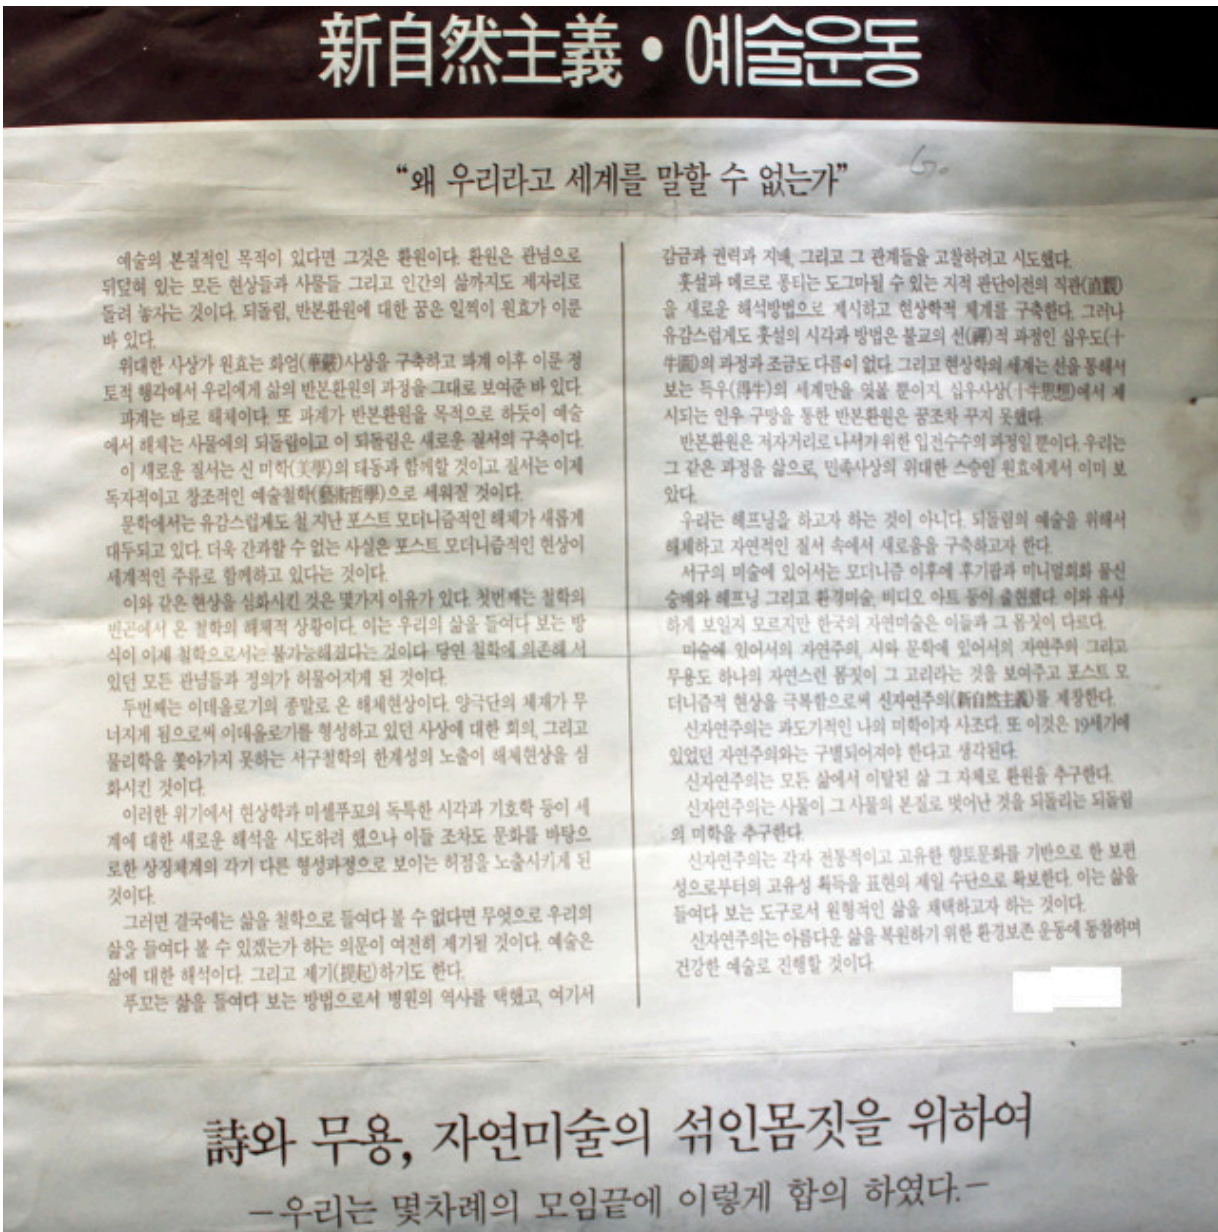 新自然主義・예술운동
“왜 우리라고 세계를 말할 수 없는가”
G.
예술의 본질적인 목적이 있다면 그것은 환원이다. 환원은 관념으로
뒤덮혀 있는 모든 현상들과 사물들 그리고 인간의 삶까지도 제자리로
돌려 놓자는 것이다. 되돌림, 반본환원에 대한 꿈은 일찍이 원효가 이룬
바 있다.
위대한 사상가 원효는 화엄(華嚴)사상을 구축하고 파계 이후 이룬 정
토적 행각에서 우리에게 삶의 반본환원의 과정을 그대로 보여준 바 있다.
파계는 바로 해체이다. 또 파계가 반본환원을 목적으로 하듯이 예술
에서 해체는 사물에의 되돌림이고 이 되돌림은 새로운 질서의 구축이다.
이 새로운 질서는 신 미학(美學)의 태동과 함께할 것이고 질서는 이제
독자적이고 창조적인 예술철학(藝術哲學)으로 세워질 것이다.
문학에서는 유감스럽게도 철 지난 포스트 모더니즘적인 해체가 새롭게
대두되고 있다. 더욱 간과할 수 없는 사실은 포스트 모더니즘적인 현상이
세계적인 주류로 함께하고 있다는 것이다.
이와 같은 현상을 심화시킨 것은 몇가지 이유가 있다. 첫번째는 철학의
빈곤에서 온 철학의 해체적 상황이다. 이는 우리의 삶을 들여다 보는 방
식이 이제 철학으로서는 불가능해졌다는 것이다. 당연 철학에 의존해 서
있던 모든 관념들과 정의가 허물어지게 된 것이다.
두번째는 이데올로기의 종말로 온 해체현상이다. 양극단의 체재가 무
너지게 됨으로써 이데올로기를 형성하고 있던 사상에 대한 회의, 그리고
물리학을 쫓아가지 못하는 서구철학의 한계성의 노출이 해체현상을 심
화시킨 것이다.
이러한 위기에서 현상학과 미셸푸꼬의 독특한 시각과 기호학 등이 세
계에 대한 새로운 해석을 시도하려 했으나 이들 조차도 문화를 바탕으
로한 상징체계의 각기 다른 형성과정으로 보이는 허점을 노출시키게 된
것이다.
그러면 결국에는 삶을 철학으로 들여다 볼 수 없다면 무엇으로 우리의
삶을 들여다 볼 수 있겠는가 하는 의문이 여전히 제기될 것이다. 예술은
삶에 대한 해석이다. 그리고 제기(提起)하기도 한다.
푸꼬는 삶을 들여다 보는 방법으로서 병원의 역사를 택했고, 여기서
감금과 권력과 지배, 그리고 그 관계들을 고찰하려고 시도했다.
훗설과 메르로 퐁티는 도그마될 수 있는 지적 판단이전의 직관(直觀)
을 새로운 해석방법으로 제시하고 현상학적 체계를 구축한다. 그러나
유감스럽게도 훗설의 시각과 방법은 불교의 선(禪)적 과정인 십우도(十
牛圖)의 과정과 조금도 다름이 없다. 그리고 현상학의 세계는 선을 통해서
보는 득우(得牛)의 세계만을 엿볼 뿐이지 십우사상(十牛思想)에서 제
시되는 인우 구망을 통한 반본환원은 꿈조차 꾸지 못했다.
반본환원은 저자거리로 나서기 위한 입전수수의 과정일 뿐이다. 우리는
그 같은 과정을 삶으로, 민족사상의 위대한 스승인 원효에게서 이미 보
았다.
우리는 해프닝을 하고자 하는 것이 아니다. 되돌림의 예술을 위해서
해체하고 자연적인 질서 속에서 새로움을 구축하고자 한다.
서구의 미술에 있어서는 모더니즘 이후에 후기팝과 미니멀회화 물신
숭배와 해프닝 그리고 환경미술, 비디오 아트 등이 출현했다. 이와 유사
하게 보일지 모르지만 한국의 자연미술은 이들과 그 몸짓이 다르다.
미술에 있어서의 자연주의, 시와 문학에 있어서의 자연주의 그리고
무용도 하나의 자연스런 몸짓이 그 고리라는 것을 보여주고 포스트 모
더니즘적 현상을 극복함으로써 신자연주의(新自然主義)를 제창한다.
신자연주의는 과도기적인 나의 미학이자 사조다. 또 이것은 19세기에
있었던 자연주의와는 구별되어져야 한다고 생각된다.
신자연주의는 모든 삶에서 이탈된 삶 그 자체로 환원을 추구한다.
신자연주의는 사물이 그 사물의 본질로 벗어난 것을 되돌리는 되돌림
의 미학을 추구한다.
신자연주의는 각자 전통적이고 고유한 향토문화를 기반으로 한 보편
성으로부터의 고유성 획득을 표현의 제일 수단으로 확보한다. 이는 삶을
들여다 보는 도구로서 원형적인 삶을 채택하고자 하는 것이다.
신자연주의는 아름다운 삶을 복원하기 위한 환경보존 운동에 동참하며
건강한 예술로 진행할 것이다.
詩와 무용, 자연미술의 섞인몸짓을 위하여
–우리는 몇차례의 모임끝에 이렇게 합의 하였다.–